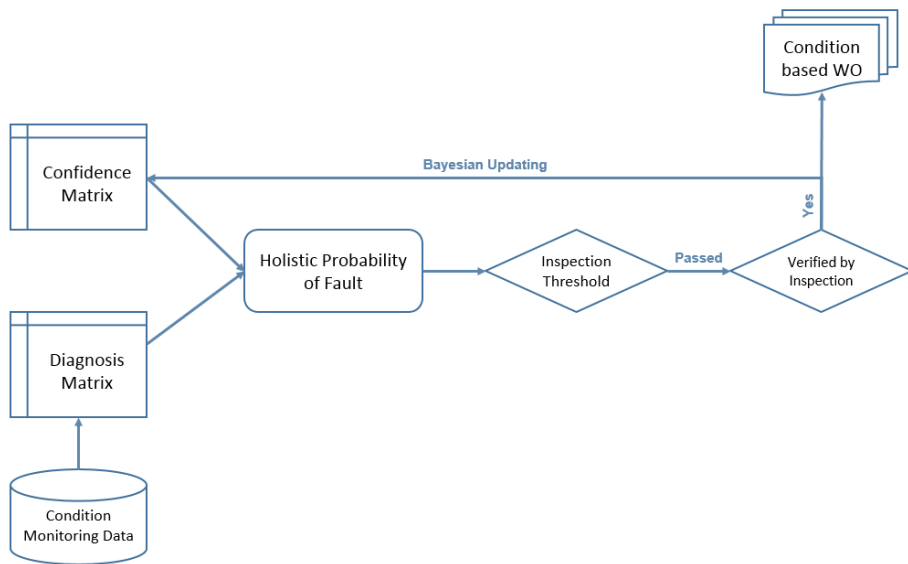 Condition
based WO
Confidence
Matrix
Bayesian Updating
Yes
Holistic Probability
of Fault
Inspection
Threshold
Passed
Verified by
Inspection
Diagnosis
Matrix
Condition
Monitoring Data